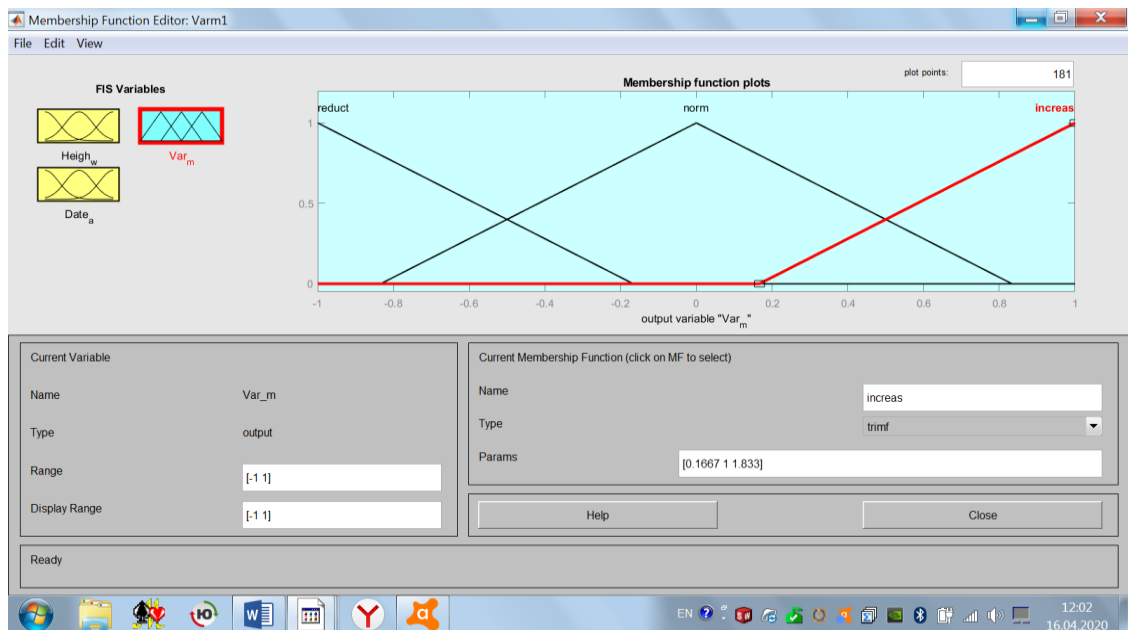 Membership Function Editor: Varm1
File Edit View
FIS Variables
Heigh_w
Var_m
Date_a
Membership function plots
plot points:
181
reduct
norm
increas
1
0.5
0
-1 -0.8 -0.6 -0.4 -0.2 0 0.2 0.4 0.6 0.8 1
output variable "Var_m"
Current Variable
Name Var_m
Type output
Range [-1 1]
Display Range [-1 1]
Current Membership Function (click on MF to select)
Name increas
Type trimf
Params [0.1667 1 1.833]
Help
Close
Ready
EN
12:02
16.04.2020